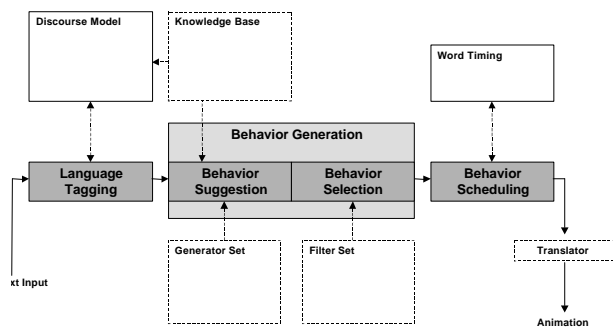 Discourse Model
Knowledge Base
Word Timing
Behavior Generation
Language
Tagging
Behavior
Suggestion
Behavior
Selection
Behavior
Scheduling
Generator Set
Filter Set
Translator
xt Input
Animation